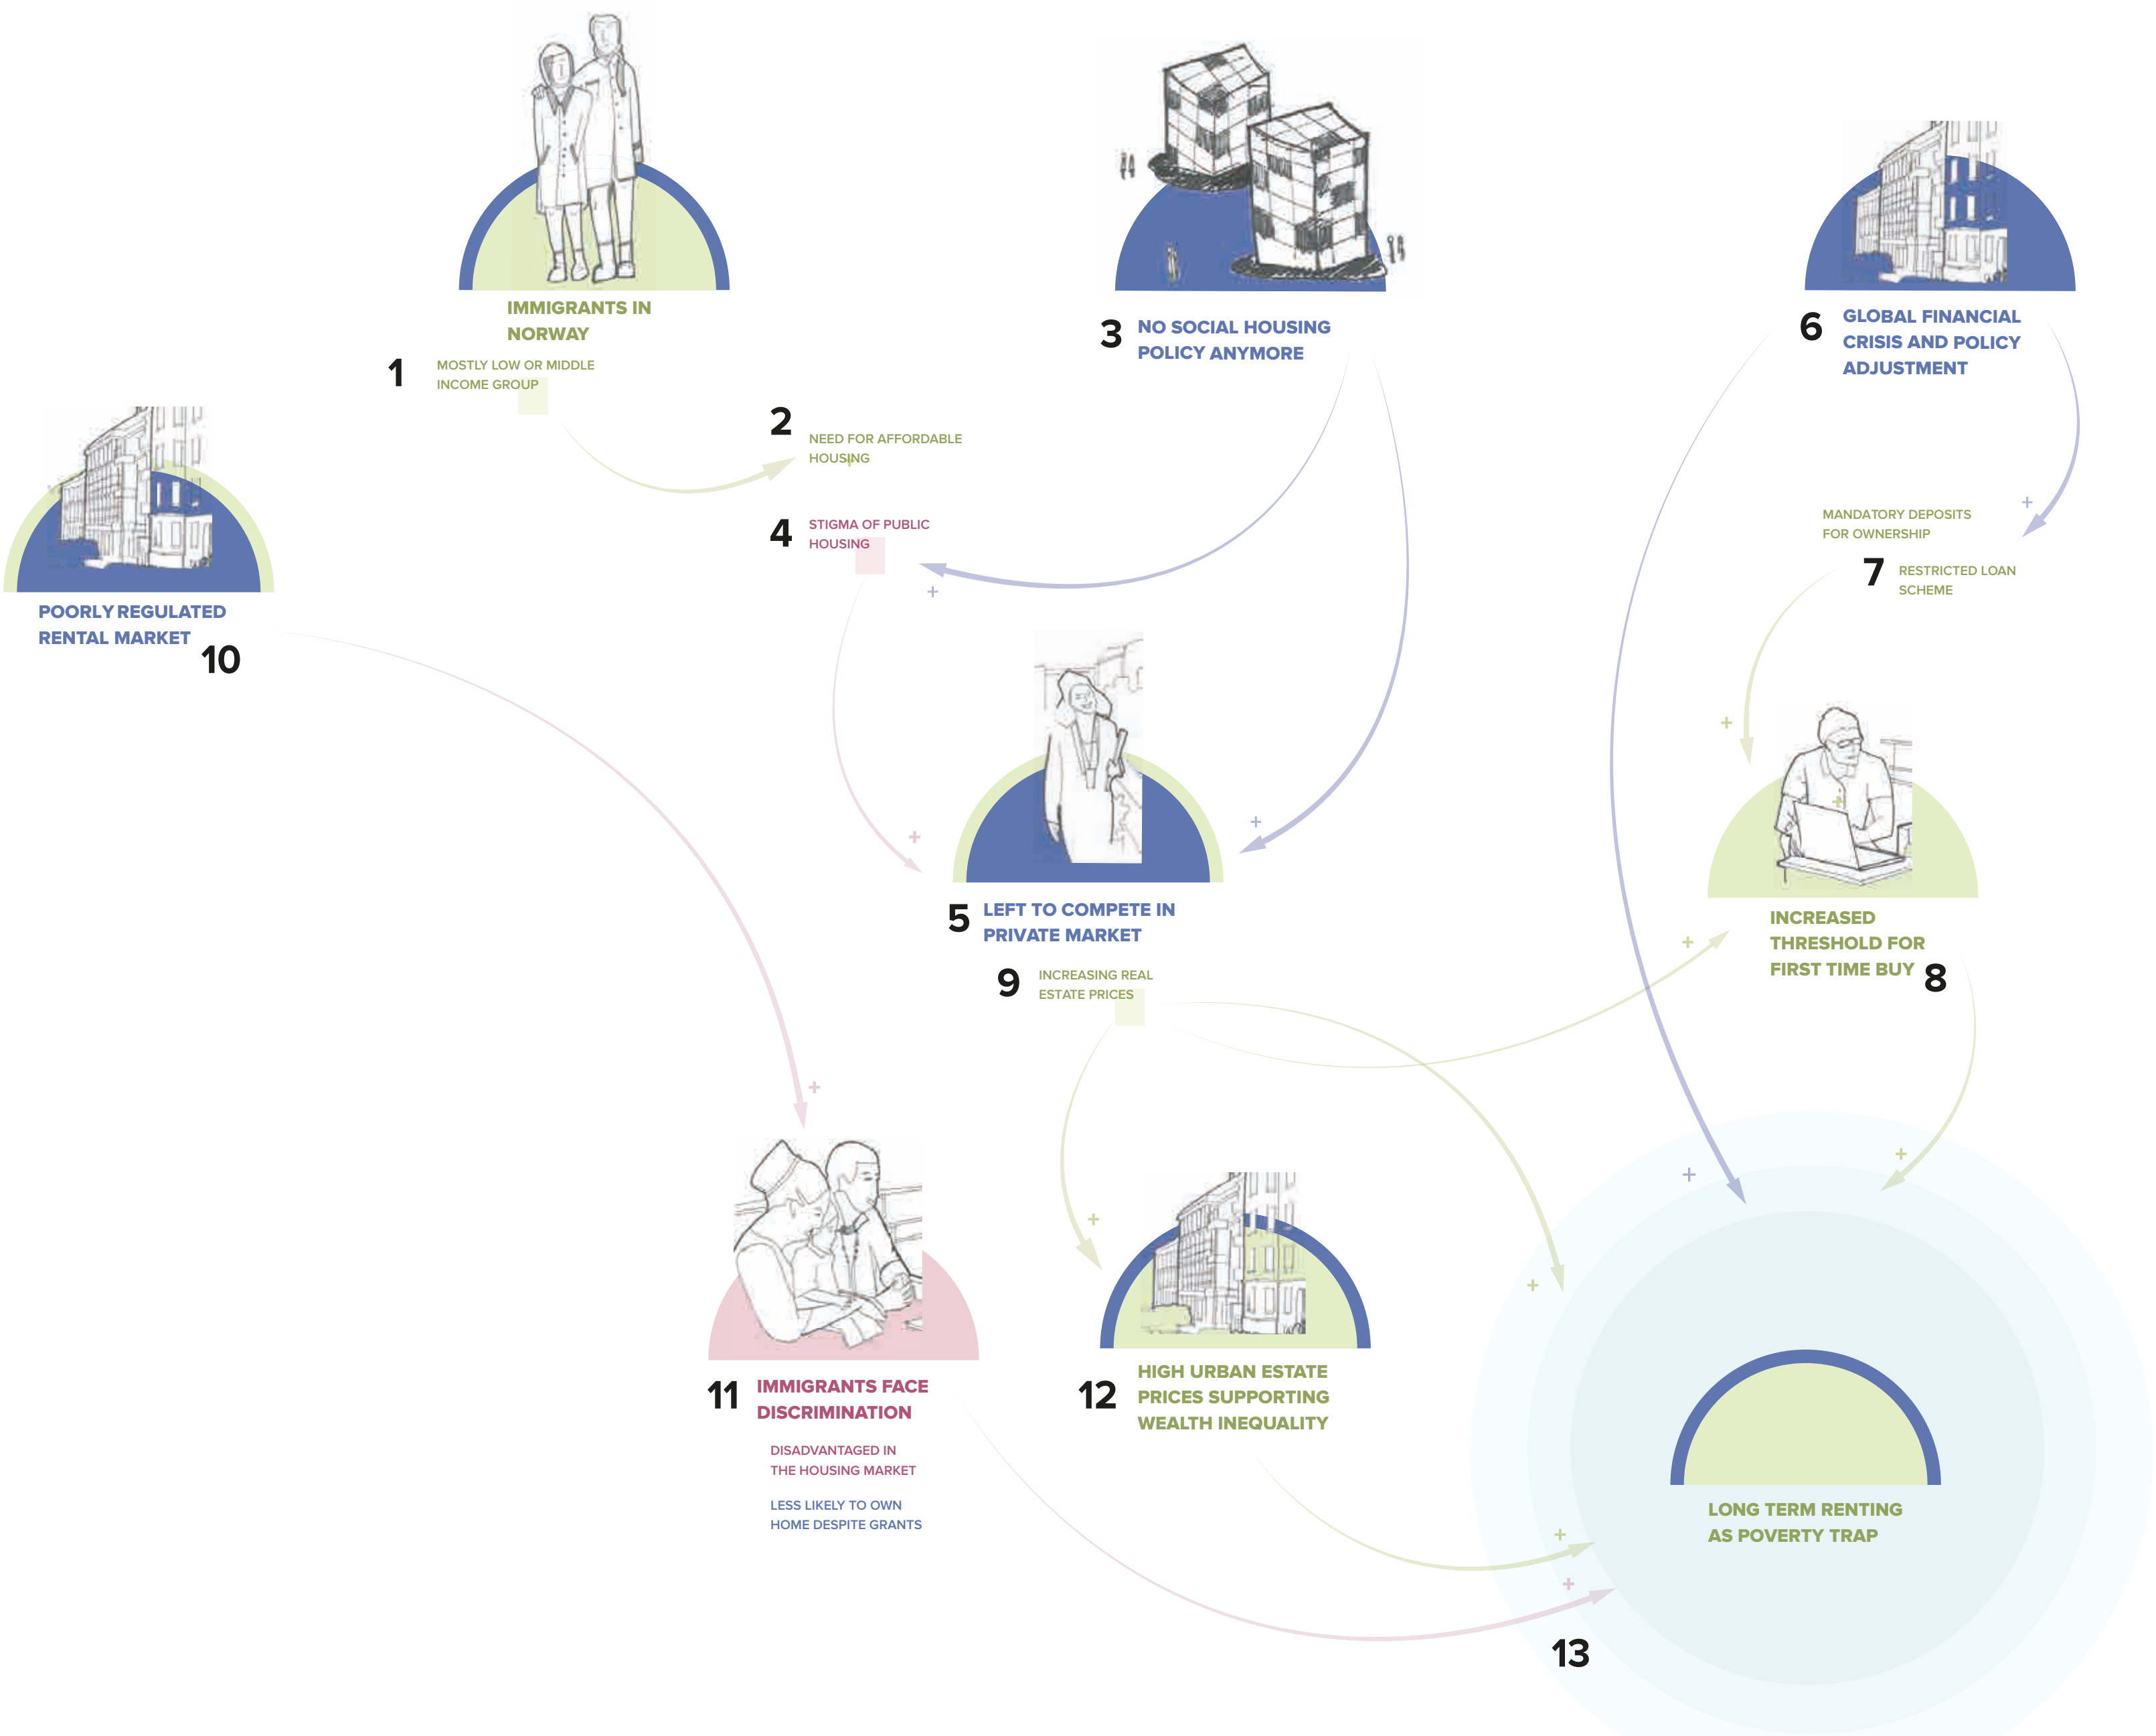 IMMIGRANTS IN
NORWAY
1
MOSTLY LOW OR MIDDLE
INCOME GROUP
2
NEED FOR AFFORDABLE
HOUSING
3
NO SOCIAL HOUSING
POLICY ANYMORE
4
STIGMA OF PUBLIC
HOUSING
6
GLOBAL FINANCIAL
CRISIS AND POLICY
ADJUSTMENT
+
MANDATORY DEPOSITS
FOR OWNERSHIP
7
RESTRICTED LOAN
SCHEME
+
POORLY REGULATED
RENTAL MARKET
10
+
+
+
+
+
5
LEFT TO COMPETE IN
PRIVATE MARKET
9
INCREASING REAL
ESTATE PRICES
+
INCREASED
THRESHOLD FOR
FIRST TIME BUY
8
+
+
+
+
+
11
IMMIGRANTS FACE
DISCRIMINATION
DISADVANTAGED IN
THE HOUSING MARKET
LESS LIKELY TO OWN
HOME DESPITE GRANTS
12
HIGH URBAN ESTATE
PRICES SUPPORTING
WEALTH INEQUALITY
LONG TERM RENTING
AS POVERTY TRAP
+
+
13